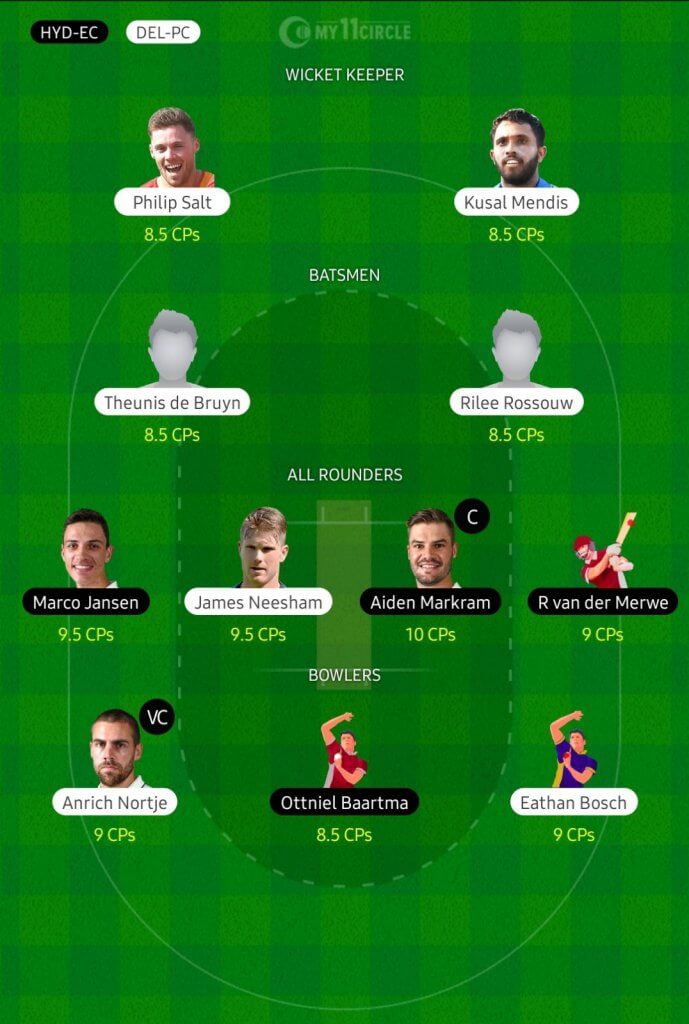 HYD-EC DEL-PC MY11CIRCLE
WICKET KEEPER
Philip Salt Kusal Mendis
8.5 CPs 8.5 CPs
BATSMEN
Theunis de Bruyn Rilee Rossouw
8.5 CPs 8.5 CPs
ALL ROUNDERS
C
Marco Jansen James Neesham Aiden Markram R van der Merwe
9.5 CPs 9.5 CPs 10 CPs 9 CPs
BOWLERS
VC
Anrich Nortje Ottniel Baartma Eathan Bosch
9 CPs 8.5 CPs 9 CPs